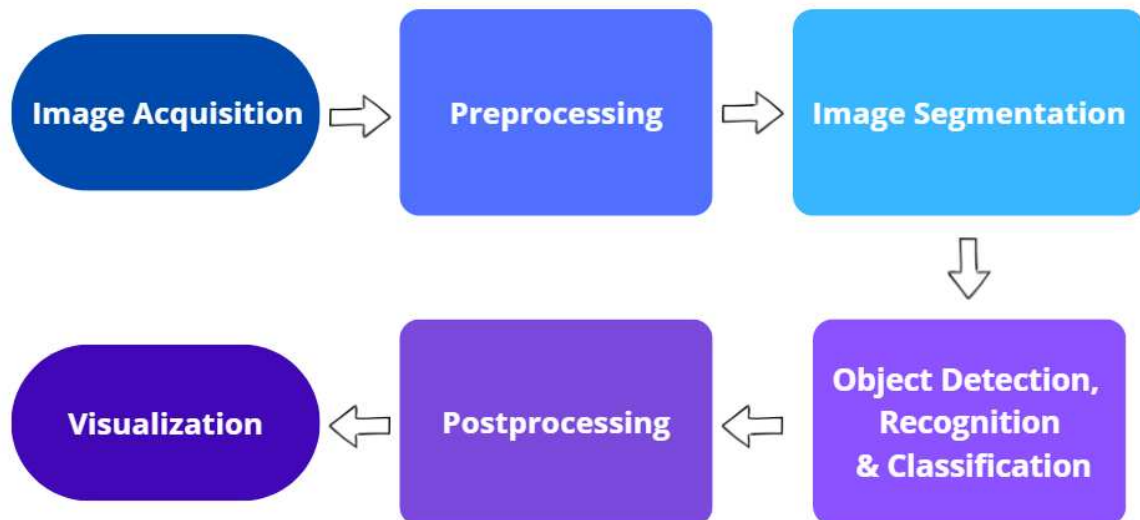 Image Acquisition
Preprocessing
Image Segmentation
Object Detection,
Recognition
& Classification
Postprocessing
Visualization